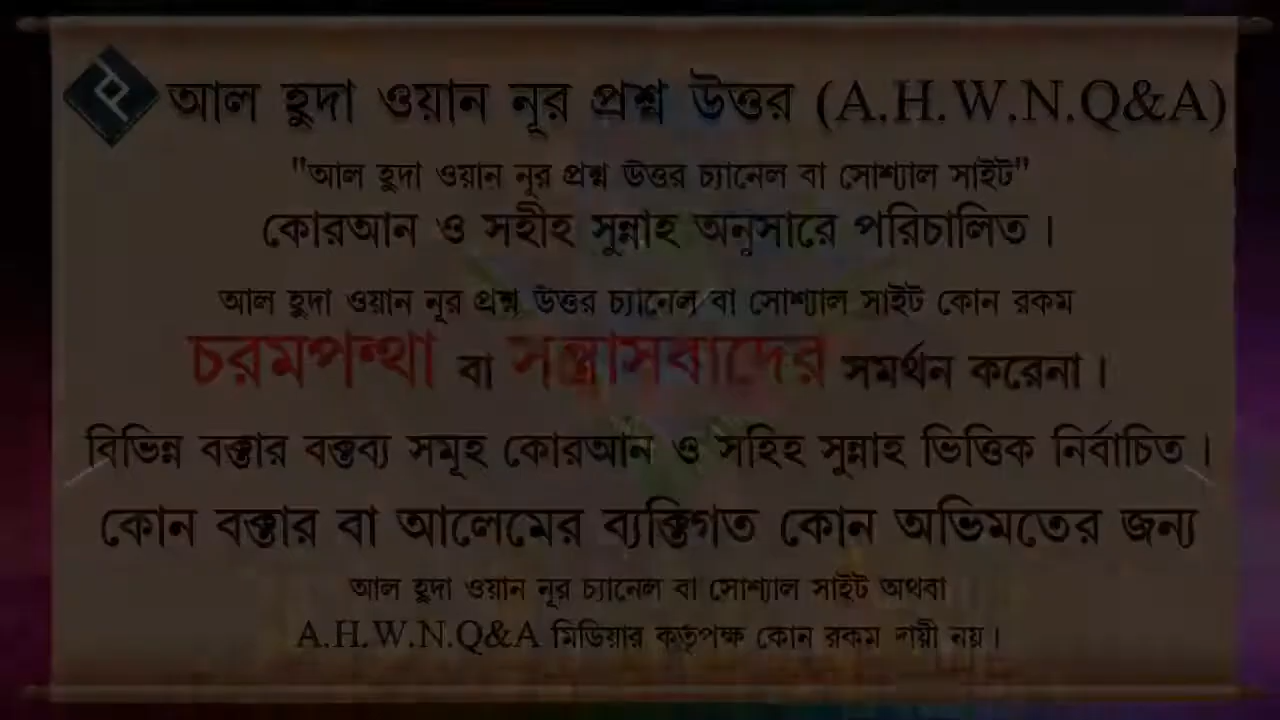 আল হুদা ওয়ান নূর প্রশ্ন উত্তর (A.H.W.N.Q&A)
"আল হুদা ওয়ান নূর প্রশ্ন উত্তর চ্যানেল বা সোশ্যাল সাইট"
কোরআন ও সহীহ সুন্নাহ অনুসারে পরিচালিত।
আল হুদা ওয়ান নূর প্রশ্ন উত্তর চ্যানেল বা সোশ্যাল সাইট কোন রকম
চরমপন্থা বা সন্ত্রাসবাদের সমর্থন করেনা।
বিভিন্ন বক্তার বক্তব্য সমূহ কোরআন ও সহিহ সুন্নাহ ভিত্তিক নির্বাচিত।
কোন বক্তার বা আলেমের ব্যক্তিগত কোন অভিমতের জন্য
আল হুদা ওয়ান নূর চ্যানেল বা সোশ্যাল সাইট অথবা
A.H.W.N.Q&A মিডিয়ার কর্তৃপক্ষ কোন রকম দায়ী নয়।